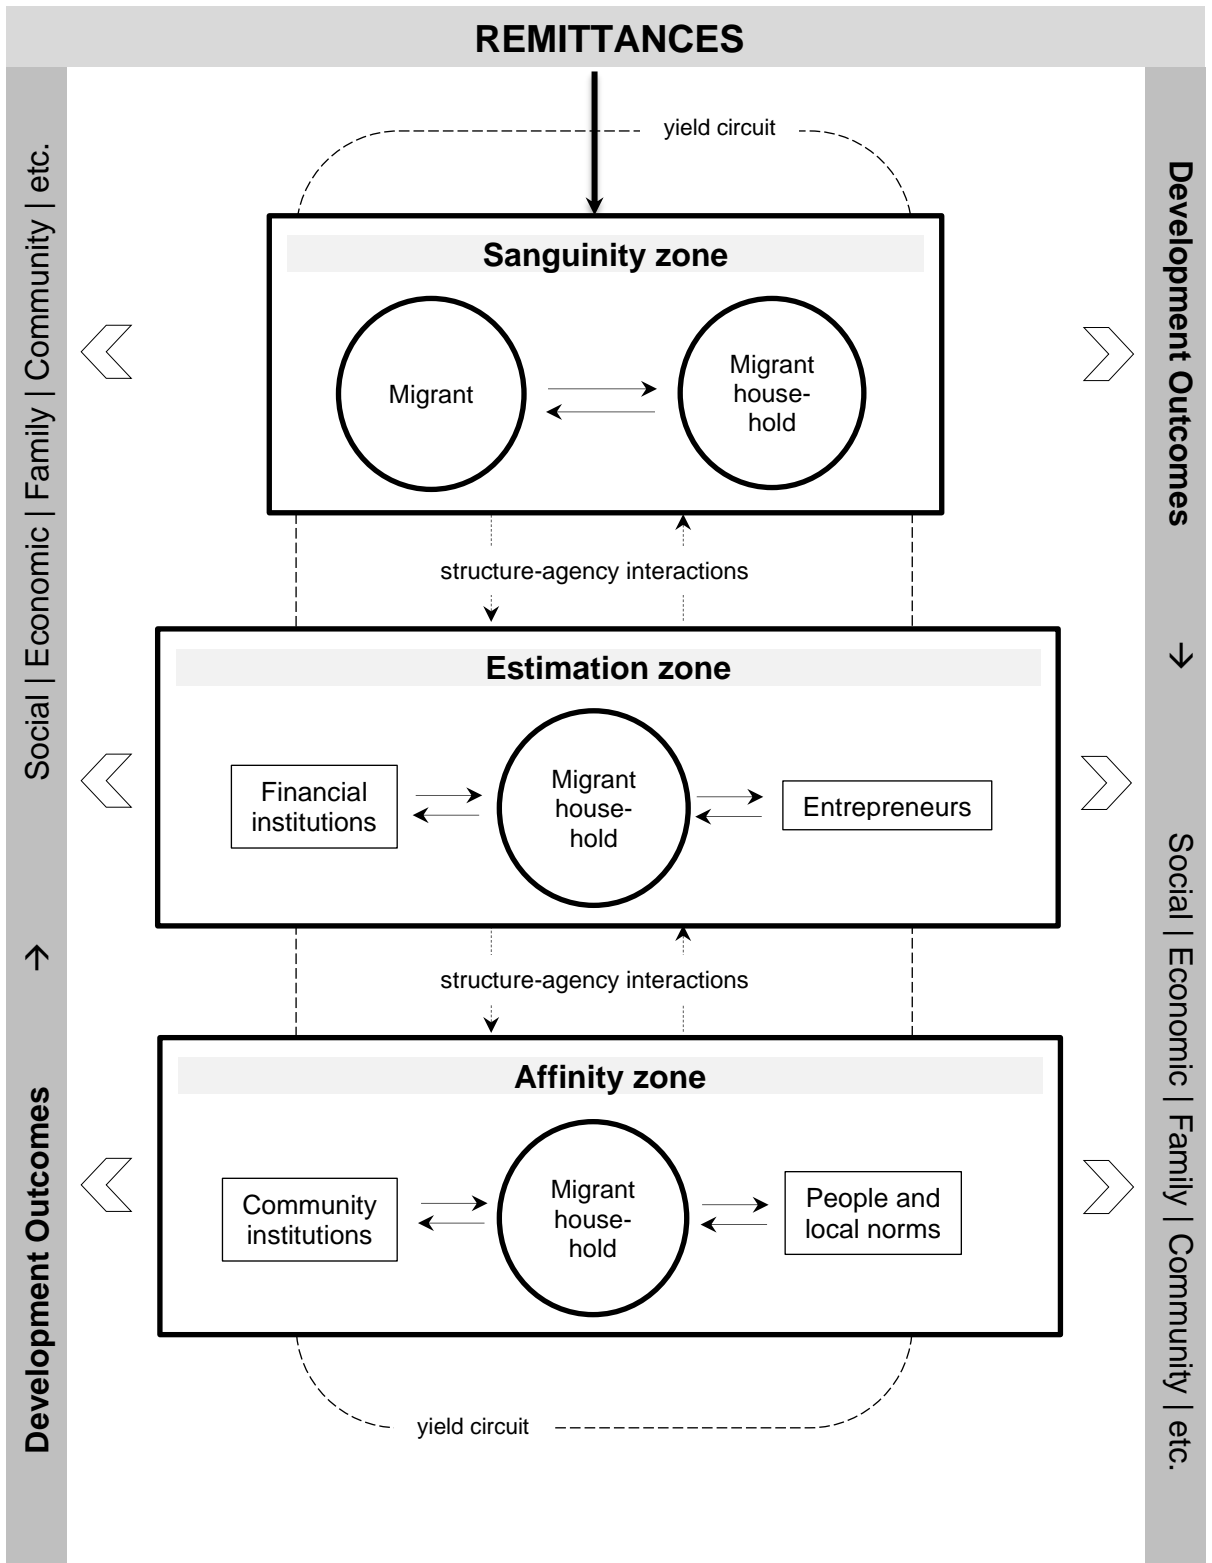 REMITTANCES
yield circuit
Sanguinity zone
Migrant
Migrant
house-
hold
structure-agency interactions
Estimation zone
Financial
institutions
Migrant
house-
hold
Entrepreneurs
structure-agency interactions
Affinity zone
Community
institutions
Migrant
house-
hold
People and
local norms
yield circuit
Development Outcomes → Social | Economic | Family | Community | etc.
Development Outcomes → Social | Economic | Family | Community | etc.